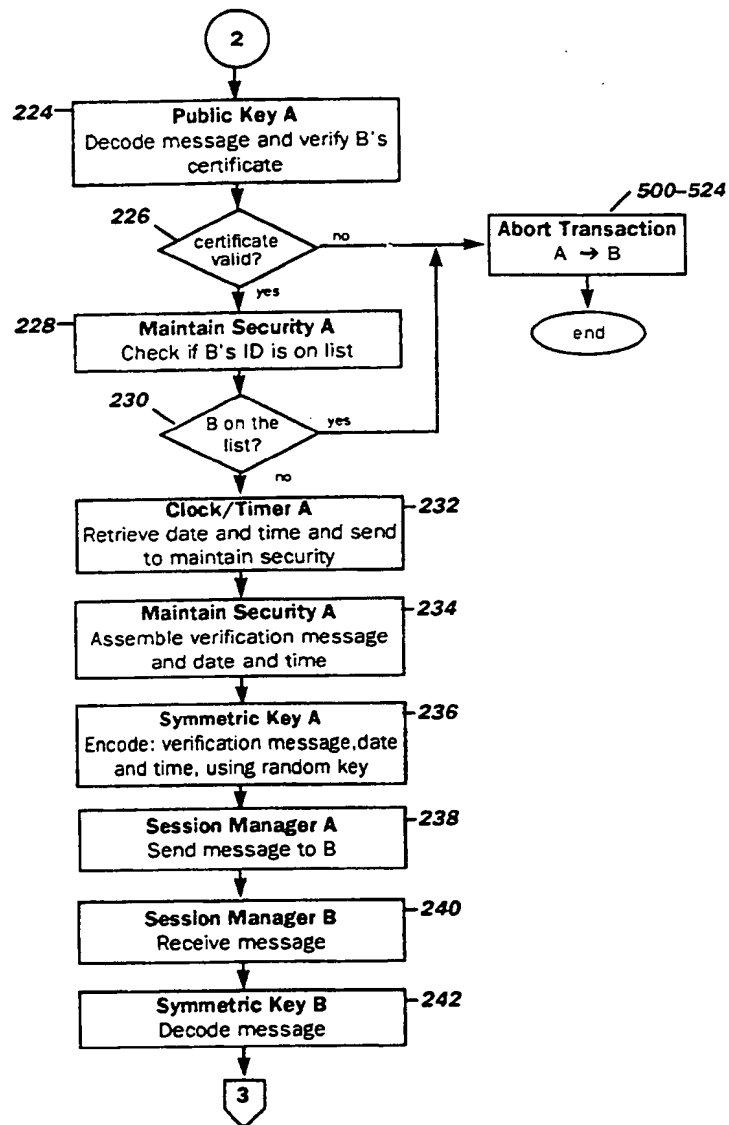 2
224
Public Key A
Decode message and verify B's
certificate
500-524
226
certificate
valid?
no
Abort Transaction
A → B
yes
end
228
Maintain Security A
Check if B's ID is on list
230
B on the
list?
yes
no
Clock/Timer A
232
Retrieve date and time and send
to maintain security
Maintain Security A
234
Assemble verification message
and date and time
Symmetric Key A
236
Encode: verification message,date
and time, using random key
Session Manager A
238
Send message to B
Session Manager B
240
Receive message
Symmetric Key B
242
Decode message
3